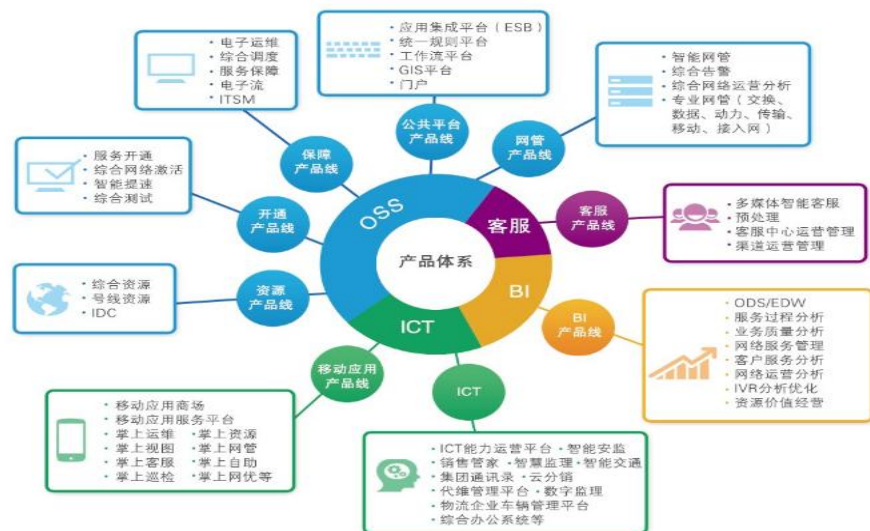 · 电子运维
· 综合调度
· 服务保障
· 电子流
· ITSM
· 应用集成平台（ESB）
· 统一规则平台
· 工作流平台
· GIS平台
· 门户
· 智能网管
· 综合告警
· 综合网络运营分析
· 专业网管（交换、
数据、动力、传输、
移动、接入网）
保障
产品线
公共平台
产品线
网管
产品线
· 服务开通
· 综合网络激活
· 智能提速
· 综合测试
开通
产品线
OSS
客服
客服
产品线
· 多媒体智能客服
· 预处理
· 客服中心运营管理
· 渠道运营管理
产品体系
· 综合资源
· 号线资源
· IDC
资源
产品线
BI
ICT
BI
产品线
· ODS/EDW
· 服务过程分析
· 业务质量分析
· 网络服务管理
· 客户服务分析
· 网络运营分析
· IVR分析优化
· 资源价值经营
移动应用
产品线
ICT
· 移动应用商场
· 移动应用服务平台
· 掌上运维 · 掌上资源
· 掌上视图 · 掌上网管
· 掌上客服 · 掌上自助
· 掌上巡检 · 掌上网优等
· ICT能力运营平台 · 智能安监
· 销售管家 · 智慧监理 · 智能交通
· 集团通讯录 · 云分销
· 代维管理平台 · 数字监理
· 物流企业车辆管理平台
· 综合办公系统等